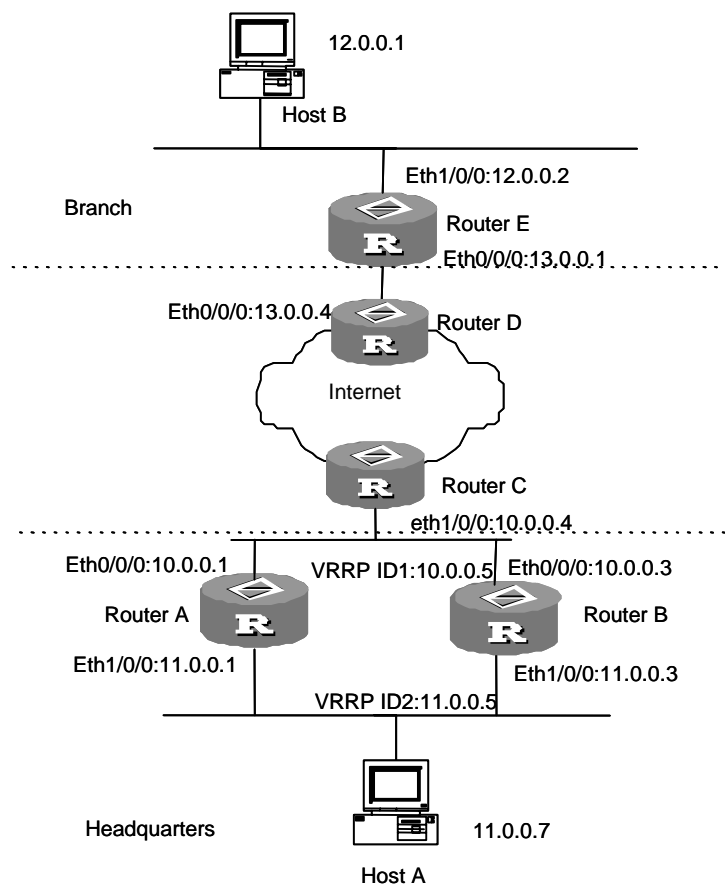 12.0.0.1
Host B
Eth1/0/0:12.0.0.2
Branch
Router E
R
Eth0/0/0:13.0.0.1
Eth0/0/0:13.0.0.4
Router D
R
Internet
Router C
R
eth1/0/0:10.0.0.4
Eth0/0/0:10.0.0.1
VRRP ID1:10.0.0.5
Eth0/0/0:10.0.0.3
Router A
R
Router B
R
Eth1/0/0:11.0.0.1
Eth1/0/0:11.0.0.3
VRRP ID2:11.0.0.5
Headquarters
11.0.0.7
Host A